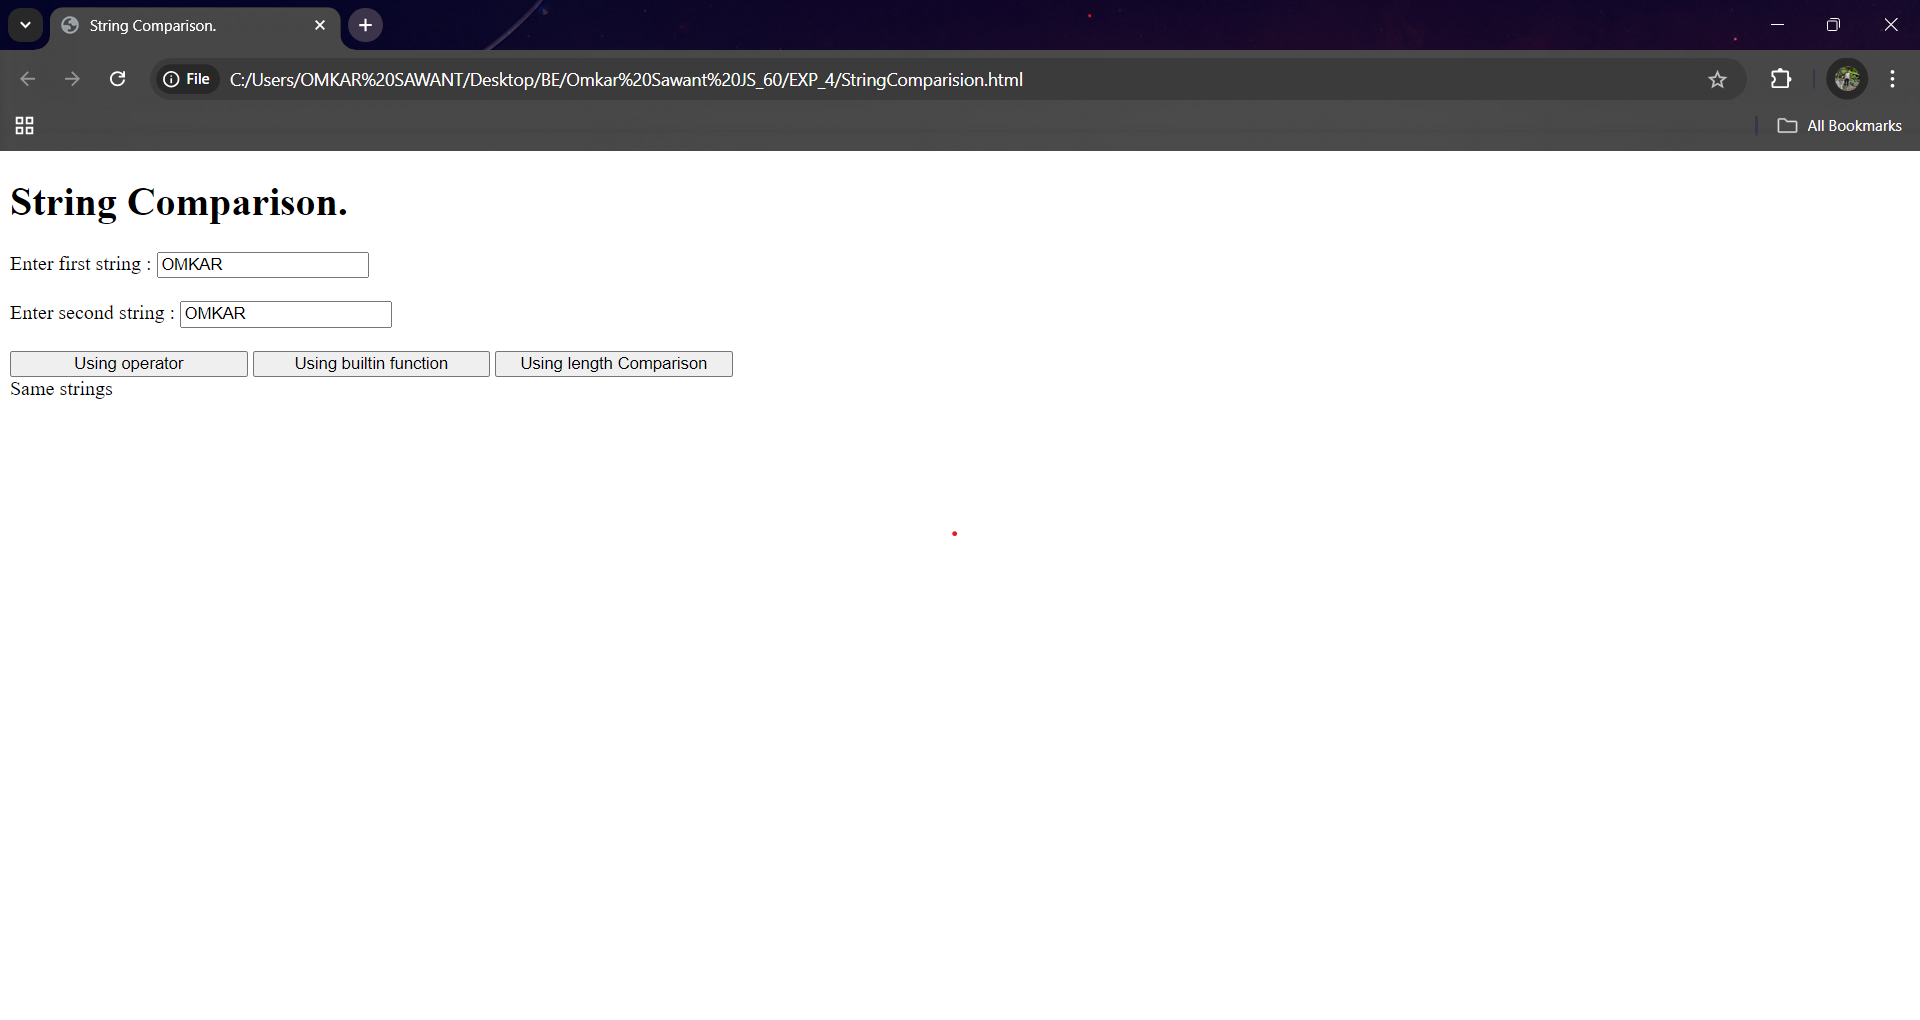 String Comparison.
File C:/Users/OMKAR%20SAWANT/Desktop/BE/Omkar%20Sawant%20JS_60/EXP_4/StringComparision.html
All Bookmarks
String Comparison.
Enter first string : OMKAR
Enter second string : OMKAR
Using operator Using builtin function Using length Comparison
Same strings